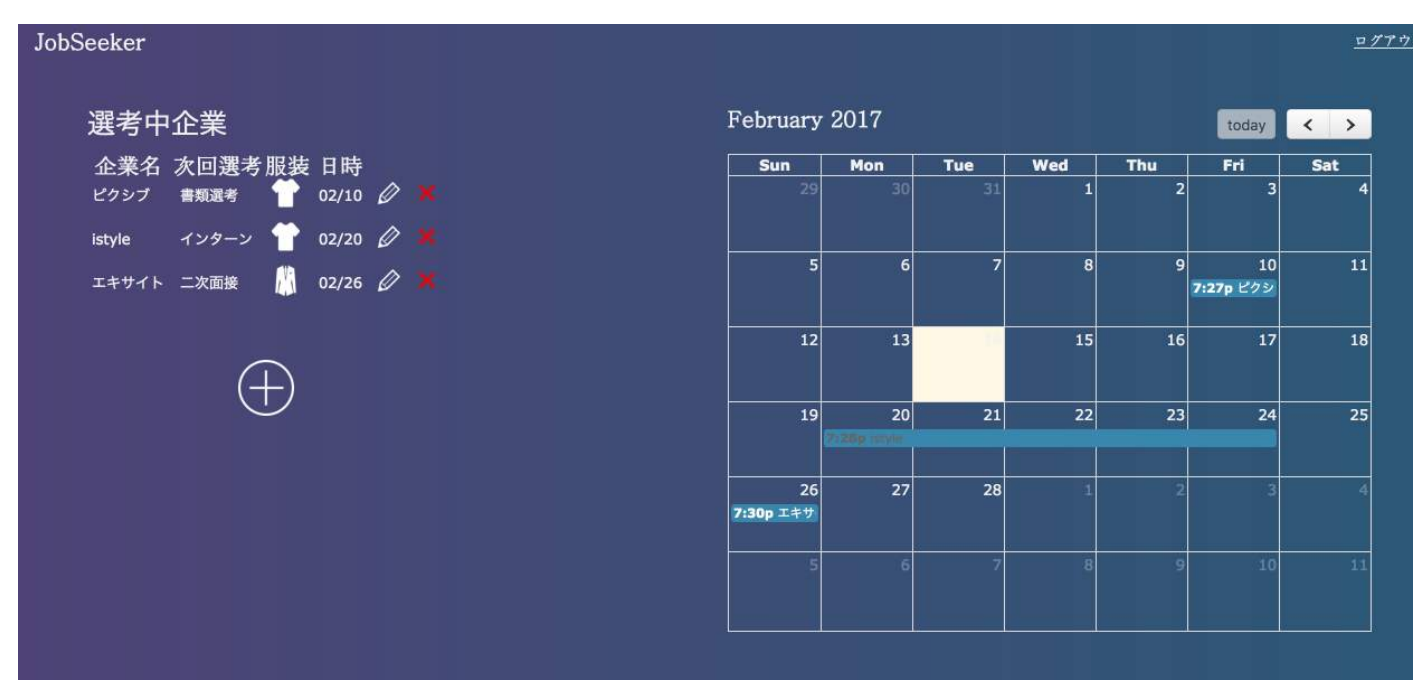 JobSeeker
ログアウ
選考中企業
企業名 次回選考 服装 日時
ピクシブ 書類選考 02/10
istyle インターン 02/20
エキサイト 二次面接 02/26
February 2017
today
Sun Mon Tue Wed Thu Fri Sat
29 30 31 1 2 3 4
5 6 7 8 9 10 11
7:27p ピクシ
12 13 15 16 17 18
19 20 21 22 23 24 25
istyle
26 27 28 1 2 3 4
7:30p エキサ
5 6 7 8 9 10 11